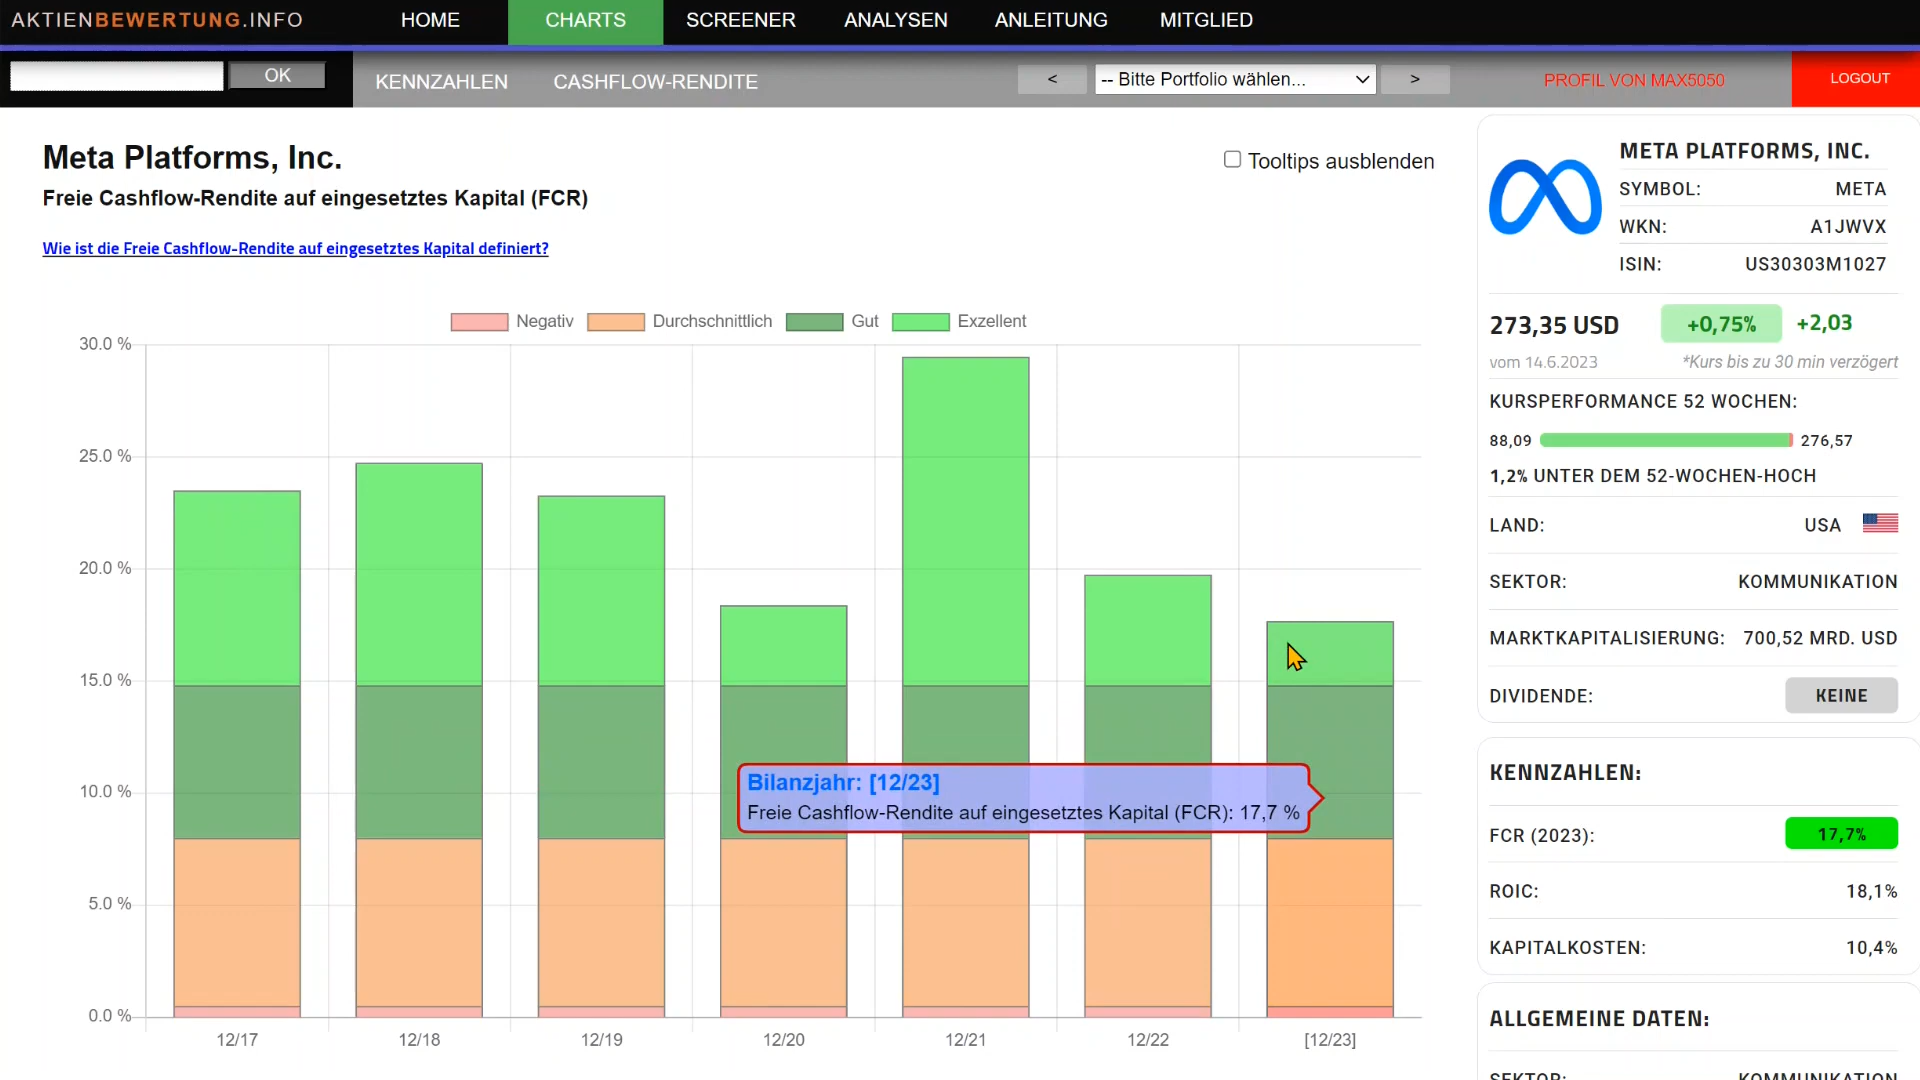 AKTIENBEWERTUNG.INFO
HOME
CHARTS
SCREENER
ANALYSEN
ANLEITUNG
MITGLIED
OK
KENNZAHLEN
CASHFLOW-RENDITE
<
-- Bitte Portfolio wählen...
>
PROFIL VON MAX5050
LOGOUT
Meta Platforms, Inc.
Freie Cashflow-Rendite auf eingesetztes Kapital (FCR)
Tooltips ausblenden
Wie ist die Freie Cashflow-Rendite auf eingesetztes Kapital definiert?
Negativ
Durchschnittlich
Gut
Exzellent
30.0 %
25.0 %
20.0 %
15.0 %
10.0 %
5.0 %
0.0 %
Bilanzjahr: [12/23]
Freie Cashflow-Rendite auf eingesetztes Kapital (FCR): 17,7 %
12/17
12/18
12/19
12/20
12/21
12/22
[12/23]
META PLATFORMS, INC.
SYMBOL: META
WKN: A1JWVX
ISIN: US30303M1027
273,35 USD +0,75% +2,03
vom 14.6.2023 *Kurs bis zu 30 min verzögert
KURSPERFORMANCE 52 WOCHEN:
88,09 276,57
1,2% UNTER DEM 52-WOCHEN-HOCH
LAND: USA
SEKTOR: KOMMUNIKATION
MARKTKAPITALISIERUNG: 700,52 MRD. USD
DIVIDENDE: KEINE
KENNZAHLEN:
FCR (2023): 17,7%
ROIC: 18,1%
KAPITALKOSTEN: 10,4%
ALLGEMEINE DATEN:
SEKTOR: KOMMUNIKATION